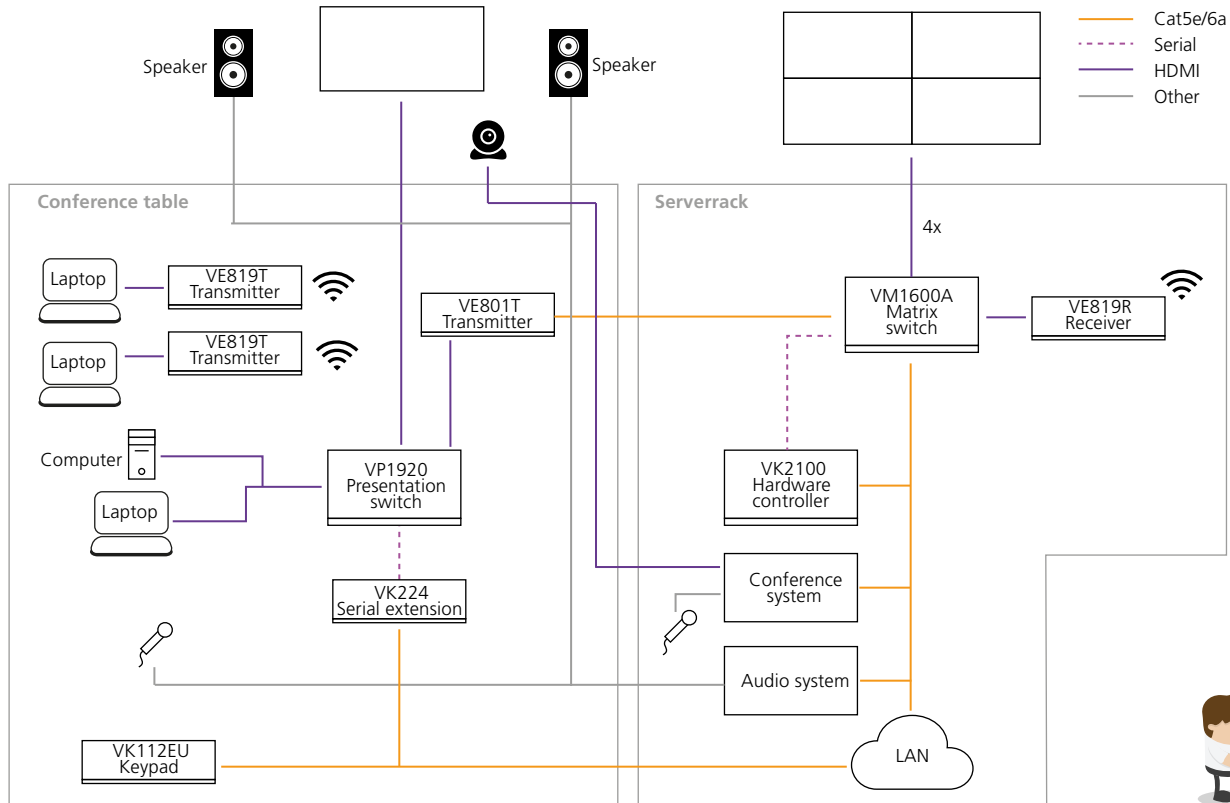 Speaker
Speaker
Cat5e/6a
Serial
HDMI
Other
Conference table
Serverrack
4x
Laptop
VE819T
Transmitter
Laptop
VE819T
Transmitter
VE801T
Transmitter
VM1600A
Matrix
switch
VE819R
Receiver
Computer
Laptop
VP1920
Presentation
switch
VK2100
Hardware
controller
VK224
Serial extension
Conference
system
Audio system
VK112EU
Keypad
LAN